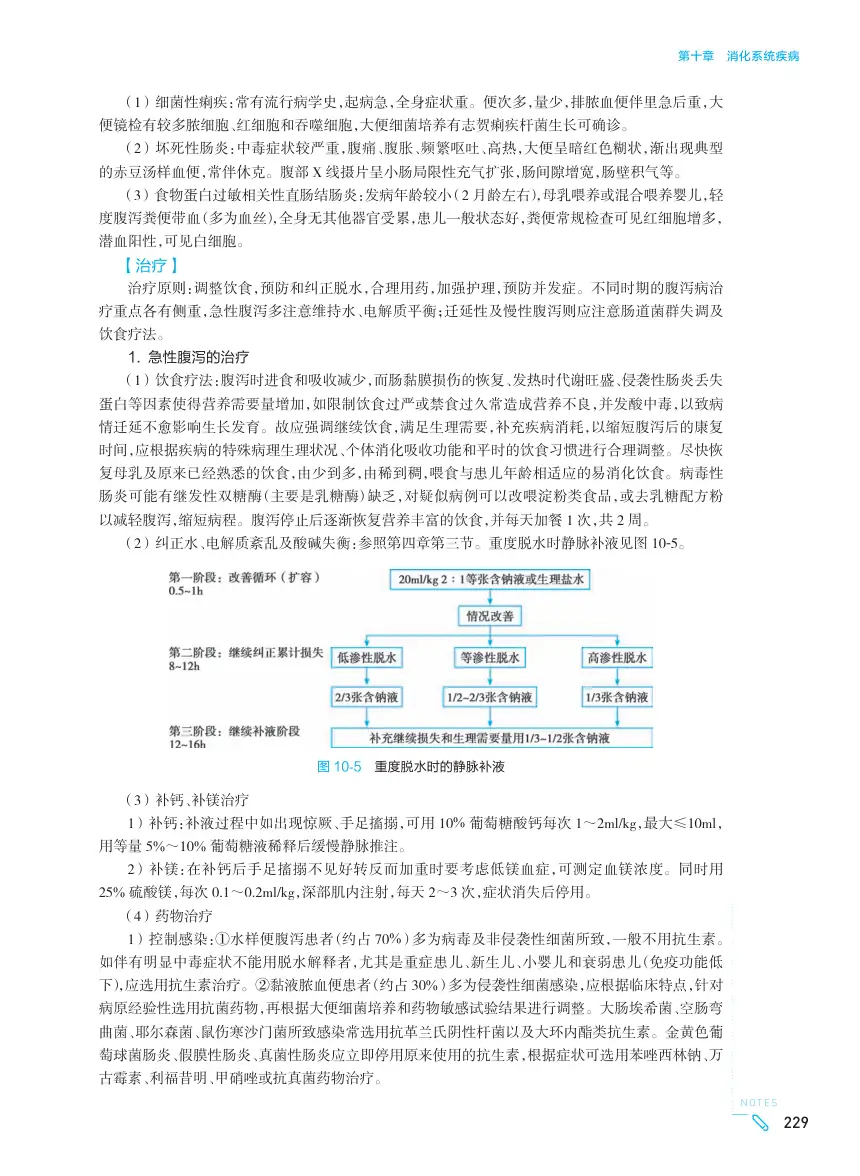 第十章 消化系统疾病
(1)细菌性痢疾:常有流行病学史,起病急,全身症状重。便次多,量少,排脓血便伴里急后重,大
便镜检有较多脓细胞、红细胞和吞噬细胞,大便细菌培养有志贺痢疾杆菌生长可确诊。
(2)坏死性肠炎:中毒症状较严重,腹痛、腹胀、频繁呕吐、高热,大便呈暗红色糊状,渐出现典型
的赤豆汤样血便,常伴休克。腹部 X 线摄片呈小肠局限性充气扩张,肠间隙增宽,肠壁积气等。
(3)食物蛋白过敏相关性直肠结肠炎:发病年龄较小(2 月龄左右),母乳喂养或混合喂养婴儿,轻
度腹泻粪便带血(多为血丝),全身无其他器官受累,患儿一般状态好,粪便常规检查可见红细胞增多,
潜血阳性,可见白细胞。
【治疗】
治疗原则:调整饮食,预防和纠正脱水,合理用药,加强护理,预防并发症。不同时期的腹泻病治
疗重点各有侧重,急性腹泻多注意维持水、电解质平衡;迁延性及慢性腹泻则应注意肠道菌群失调及
饮食疗法。
1. 急性腹泻的治疗
(1)饮食疗法:腹泻时进食和吸收减少,而肠黏膜损伤的恢复、发热时代谢旺盛、侵袭性肠炎丢失
蛋白等因素使得营养需要量增加,如限制饮食过严或禁食过久常造成营养不良,并发酸中毒,以致病
情迁延不愈影响生长发育。故应强调继续饮食,满足生理需要,补充疾病消耗,以缩短腹泻后的康复
时间,应根据疾病的特殊病理生理状况、个体消化吸收功能和平时的饮食习惯进行合理调整。尽快恢
复母乳及原来已经熟悉的饮食,由少到多,由稀到稠,喂食与患儿年龄相适应的易消化饮食。病毒性
肠炎可能有继发性双糖酶(主要是乳糖酶)缺乏,对疑似病例可以改喂淀粉类食品,或去乳糖配方粉
以减轻腹泻,缩短病程。腹泻停止后逐渐恢复营养丰富的饮食,并每天加餐 1 次,共 2 周。
(2)纠正水、电解质紊乱及酸碱失衡:参照第四章第三节。重度脱水时静脉补液见图 10-5。
第一阶段:改善循环(扩容) 20ml/kg 2:1等张含钠液或生理盐水
0.5~1h
情况改善
第二阶段:继续纠正累计损失 低渗性脱水 等渗性脱水 高渗性脱水
8~12h
2/3张含钠液 1/2~2/3张含钠液 1/3张含钠液
第三阶段:继续补液阶段 补充继续损失和生理需要量用1/3~1/2张含钠液
12~16h
图 10-5 重度脱水时的静脉补液
(3)补钙、补镁治疗
1)补钙:补液过程中如出现惊厥、手足搐搦,可用 10% 葡萄糖酸钙每次 1~2ml/kg,最大≤10ml,
用等量 5%~10% 葡萄糖液稀释后缓慢静脉推注。
2)补镁:在补钙后手足搐搦不见好转反而加重时要考虑低镁血症,可测定血镁浓度。同时用
25% 硫酸镁,每次 0.1~0.2ml/kg,深部肌内注射,每天 2~3 次,症状消失后停用。
(4)药物治疗
1)控制感染:①水样便腹泻患者(约占 70%)多为病毒及非侵袭性细菌所致,一般不用抗生素。
如伴有明显中毒症状不能用脱水解释者,尤其是重症患儿、新生儿、小婴儿和衰弱患儿(免疫功能低
下),应选用抗生素治疗。②黏液脓血便患者(约占 30%)多为侵袭性细菌感染,应根据临床特点,针对
病原经验性选用抗菌药物,再根据大便细菌培养和药物敏感试验结果进行调整。大肠埃希菌、空肠弯
曲菌、耶尔森菌、鼠伤寒沙门菌所致感染常选用抗革兰氏阴性杆菌以及大环内酯类抗生素。金黄色葡
萄球菌肠炎、假膜性肠炎、真菌性肠炎应立即停用原来使用的抗生素,根据症状可选用苯唑西林钠、万
古霉素、利福昔明、甲硝唑或抗真菌药物治疗。
NOTES
229